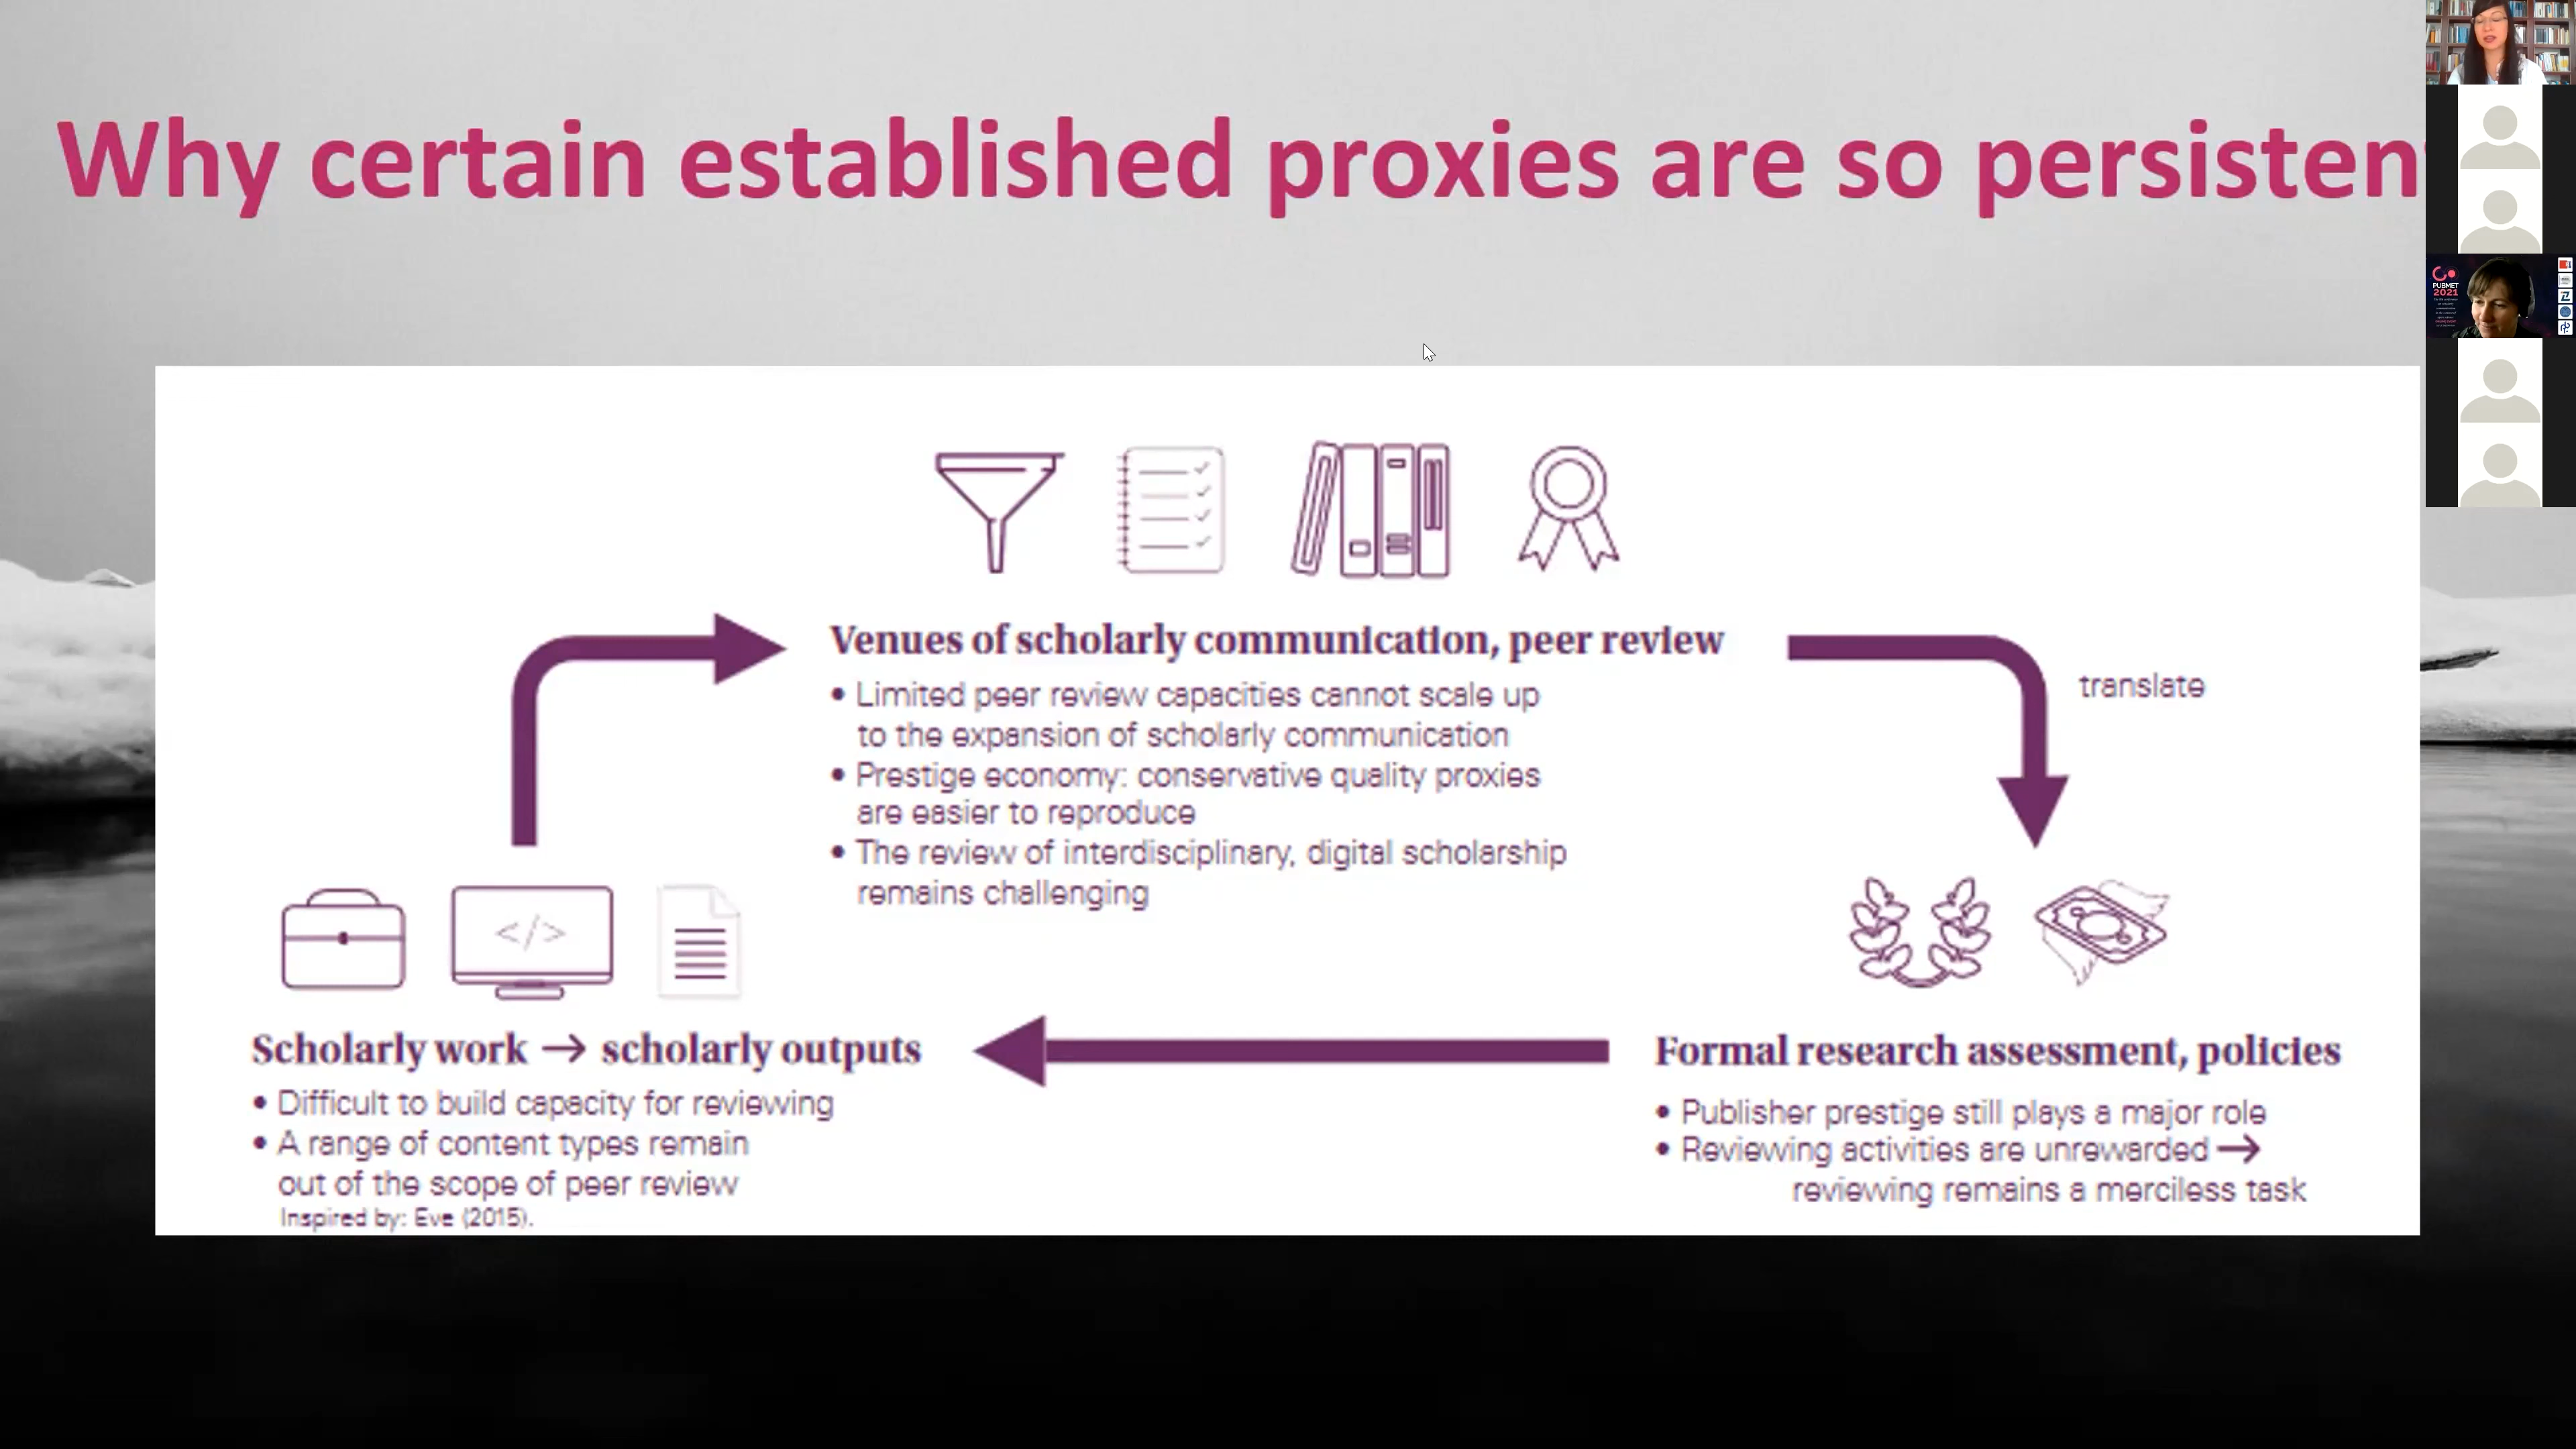 Why certain established proxies are so persisten
PUBMET
2021
</>
Venues of scholarly communication, peer review
• Limited peer review capacities cannot scale up
to the expansion of scholarly communication
• Prestige economy: conservative quality proxies
are easier to reproduce
• The review of interdisciplinary, digital scholarship
remains challenging
translate
Scholarly work → scholarly outputs
• Difficult to build capacity for reviewing
• A range of content types remain
out of the scope of peer review
Inspired by: Eve (2015).
Formal research assessment, policies
• Publisher prestige still plays a major role
• Reviewing activities are unrewarded →
reviewing remains a merciless task